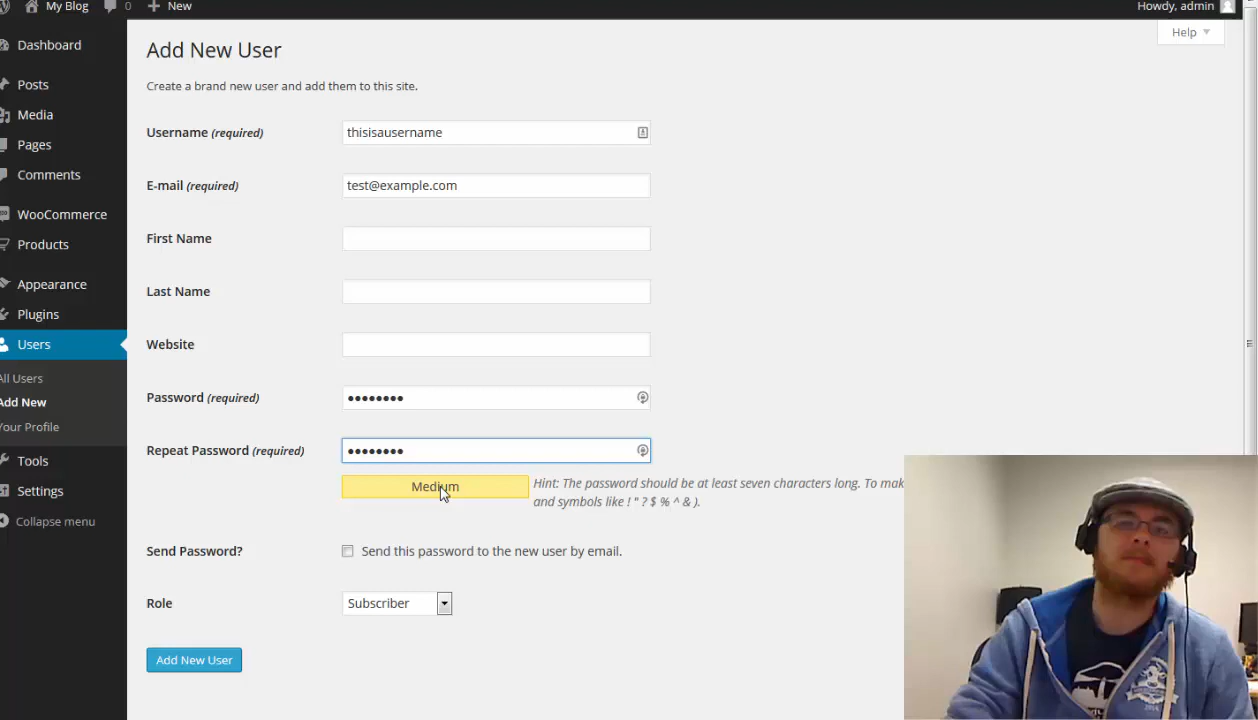 My Blog 0 New Howdy, admin
Help
Dashboard
Posts
Media
Pages
Comments
WooCommerce
Products
Appearance
Plugins
Users
All Users
Add New
Your Profile
Tools
Settings
Collapse menu
Add New User
Create a brand new user and add them to this site.
Username (required) thisisausername
E-mail (required) test@example.com
First Name
Last Name
Website
Password (required) ••••••••
Repeat Password (required) ••••••••
Medium
Hint: The password should be at least seven characters long. To mak
and symbols like ! " ? $ % ^ & ).
Send Password? Send this password to the new user by email.
Role Subscriber
Add New User